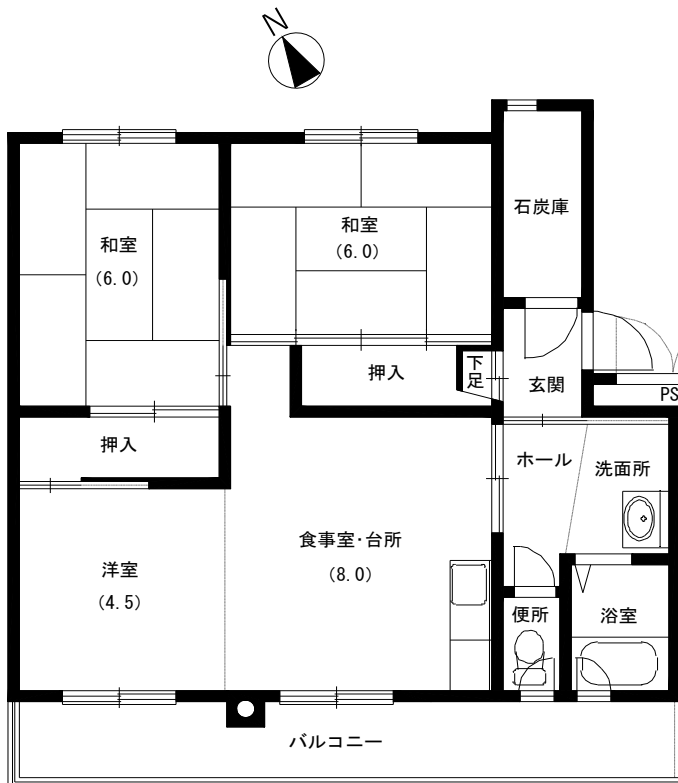 N
石炭庫
和室
(6.0)
和室
(6.0)
押入
下足
玄関
PS
押入
ホール
洗面所
食事室・台所
(8.0)
洋室
(4.5)
便所
浴室
バルコニー